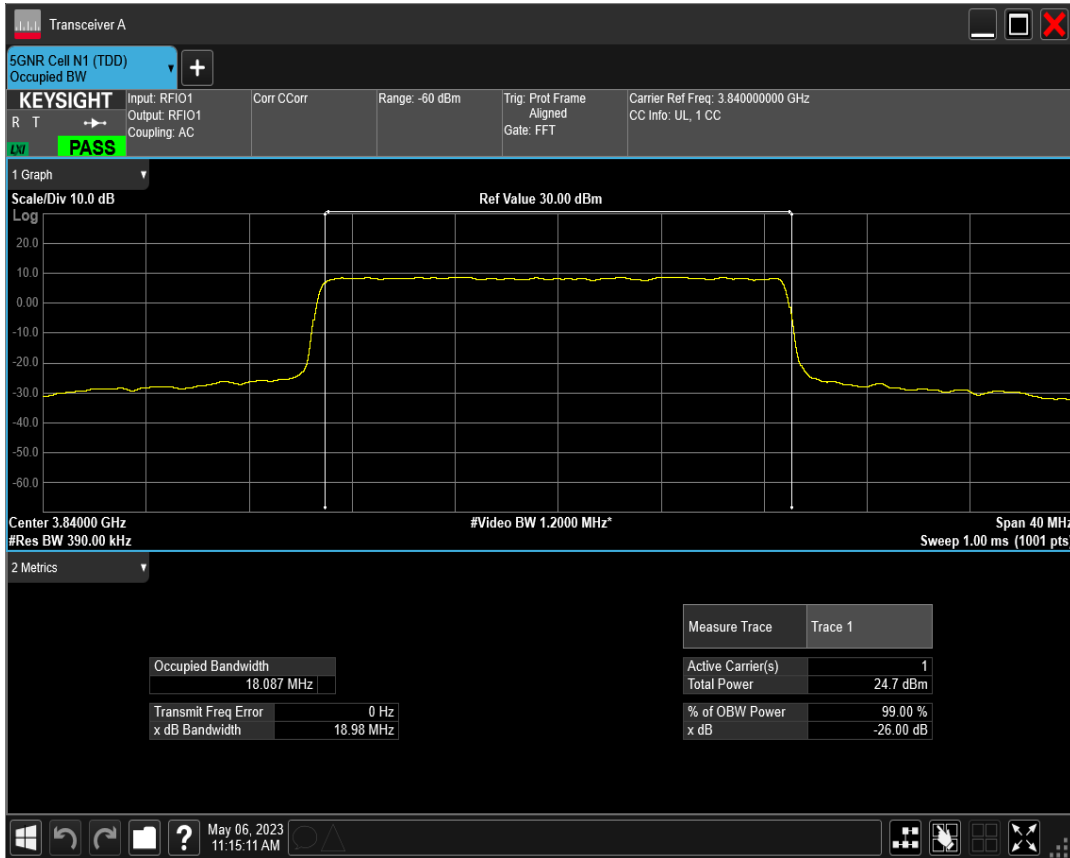 Transceiver A
5GNR Cell N1 (TDD)
Occupied BW
+
KEYSIGHT
R T
LXI
PASS
Input: RFIO1
Output: RFIO1
Coupling: AC
Corr CCorr
Range: -60 dBm
Trig: Prot Frame
Aligned
Gate: FFT
Carrier Ref Freq: 3.840000000 GHz
CC Info: UL, 1 CC
1 Graph
Scale/Div 10.0 dB
Ref Value 30.00 dBm
Log
20.0
10.0
0.00
-10.0
-20.0
-30.0
-40.0
-50.0
-60.0
Center 3.84000 GHz
#Video BW 1.2000 MHz*
Span 40 MHz
#Res BW 390.00 kHz
Sweep 1.00 ms (1001 pts)
2 Metrics
Measure Trace Trace 1
Occupied Bandwidth
18.087 MHz
Active Carrier(s) 1
Total Power 24.7 dBm
Transmit Freq Error 0 Hz
x dB Bandwidth 18.98 MHz
% of OBW Power 99.00 %
x dB -26.00 dB
?
May 06, 2023
11:15:11 AM